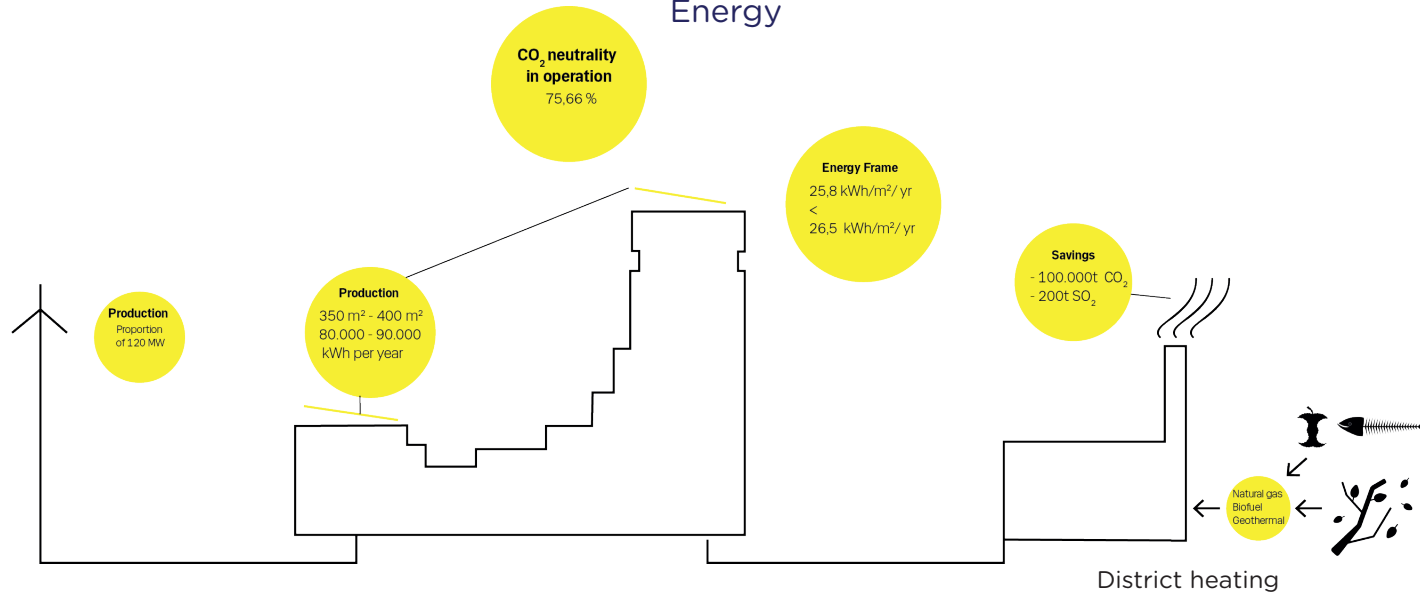 Energy
CO₂ neutrality
in operation
75,66 %
Energy Frame
25,8 kWh/m²/ yr
<
26,5 kWh/m²/ yr
Savings
- 100.000t CO₂
- 200t SO₂
Production
Proportion
of 120 MW
Production
350 m² - 400 m²
80.000 - 90.000
kWh per year
Natural gas
Biofuel
Geothermal
District heating